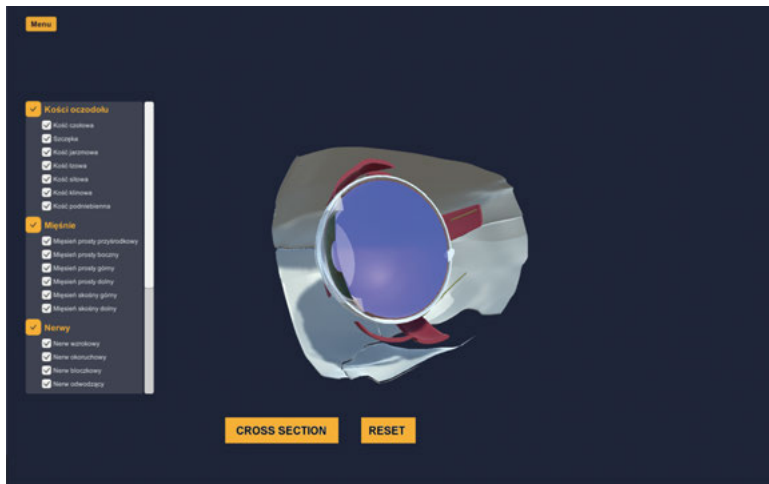 Menu
Kości oczodołu
Kość czołowa
Szczęka
Kość jarzmowa
Kość łzowa
Kość sitowa
Kość klinowa
Kość podniebienna
Mięśnie
Mięsień prosty przyśrodkowy
Mięsień prosty boczny
Mięsień prosty górny
Mięsień prosty dolny
Mięsień skośny górny
Mięsień skośny dolny
Nerwy
Nerw wzrokowy
Nerw okoruchowy
Nerw bloczkowy
Nerw odwodzący
CROSS SECTION
RESET